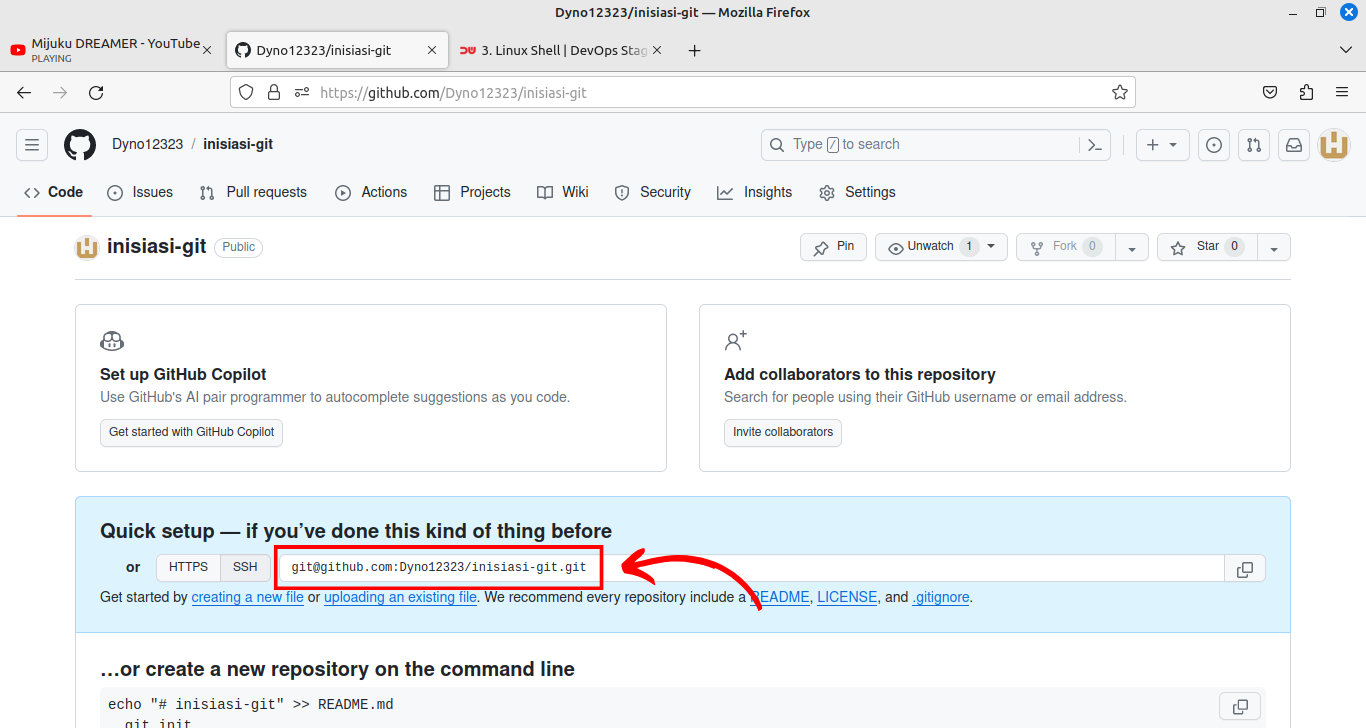 Dyno12323/inisiasi-git — Mozilla Firefox
Mijuku DREAMER - YouTube
PLAYING
Dyno12323/inisiasi-git
3. Linux Shell | DevOps Stag
https://github.com/Dyno12323/inisiasi-git
Dyno12323 / inisiasi-git
Type / to search
Code Issues Pull requests Actions Projects Wiki Security Insights Settings
inisiasi-git Public
Pin Unwatch 1 Fork 0 Star 0
Set up GitHub Copilot
Use GitHub's AI pair programmer to autocomplete suggestions as you code.
Get started with GitHub Copilot
Add collaborators to this repository
Search for people using their GitHub username or email address.
Invite collaborators
Quick setup — if you’ve done this kind of thing before
or HTTPS SSH git@github.com:Dyno12323/inisiasi-git.git
Get started by creating a new file or uploading an existing file. We recommend every repository include a README, LICENSE, and .gitignore.
…or create a new repository on the command line
echo "# inisiasi-git" >> README.md
git init